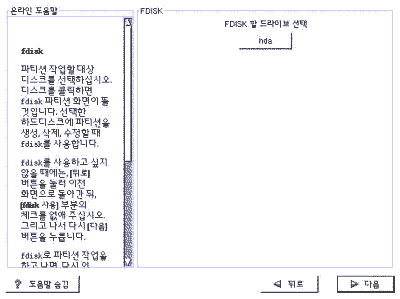 온라인 도움말
fdisk
파티션 작업할 대상
디스크를 선택하십시오.
디스크를 클릭하면
fdisk 파티션 화면이 뜰
것입니다. 선택한
하드디스크에 파티션을
생성, 삭제, 수정할 때
fdisk를 사용합니다.
fdisk를 사용하고 싶지
않을 때에는, [뒤로]
버튼을 눌러 이전
화면으로 돌아간 뒤,
[fdisk 사용] 부분의
체크를 없애 주십시오.
그리고 나서 다시 [다음]
버튼을 누릅니다.
fdisk로 파티션 작업을
하고 나면, 다시
FDISK
FDISK 할 드라이브 선택
hda
? 도움말 숨김
뒤로
다음